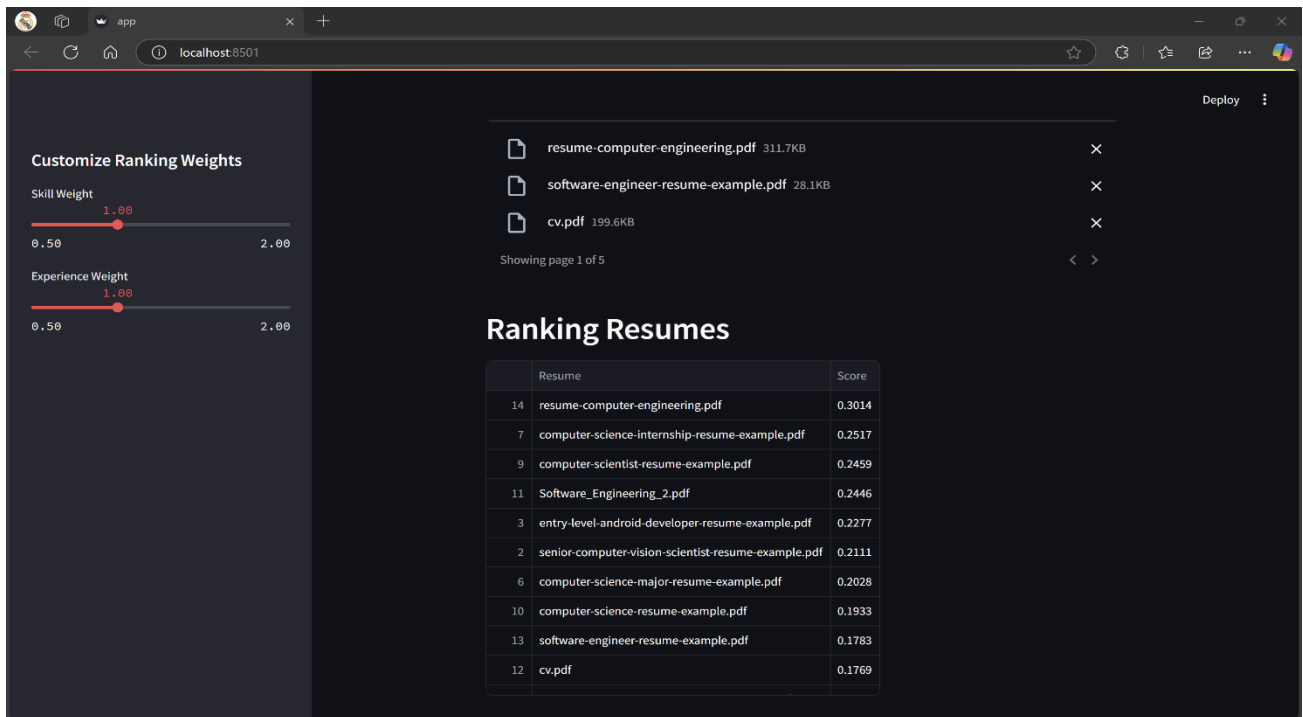 app
localhost:8501
Deploy
Customize Ranking Weights
Skill Weight
1.00
0.50 2.00
Experience Weight
1.00
0.50 2.00
resume-computer-engineering.pdf 311.7KB
software-engineer-resume-example.pdf 28.1KB
cv.pdf 199.6KB
Showing page 1 of 5
Ranking Resumes
Resume Score
14 resume-computer-engineering.pdf 0.3014
7 computer-science-internship-resume-example.pdf 0.2517
9 computer-scientist-resume-example.pdf 0.2459
11 Software_Engineering_2.pdf 0.2446
3 entry-level-android-developer-resume-example.pdf 0.2277
2 senior-computer-vision-scientist-resume-example.pdf 0.2111
6 computer-science-major-resume-example.pdf 0.2028
10 computer-science-resume-example.pdf 0.1933
13 software-engineer-resume-example.pdf 0.1783
12 cv.pdf 0.1769